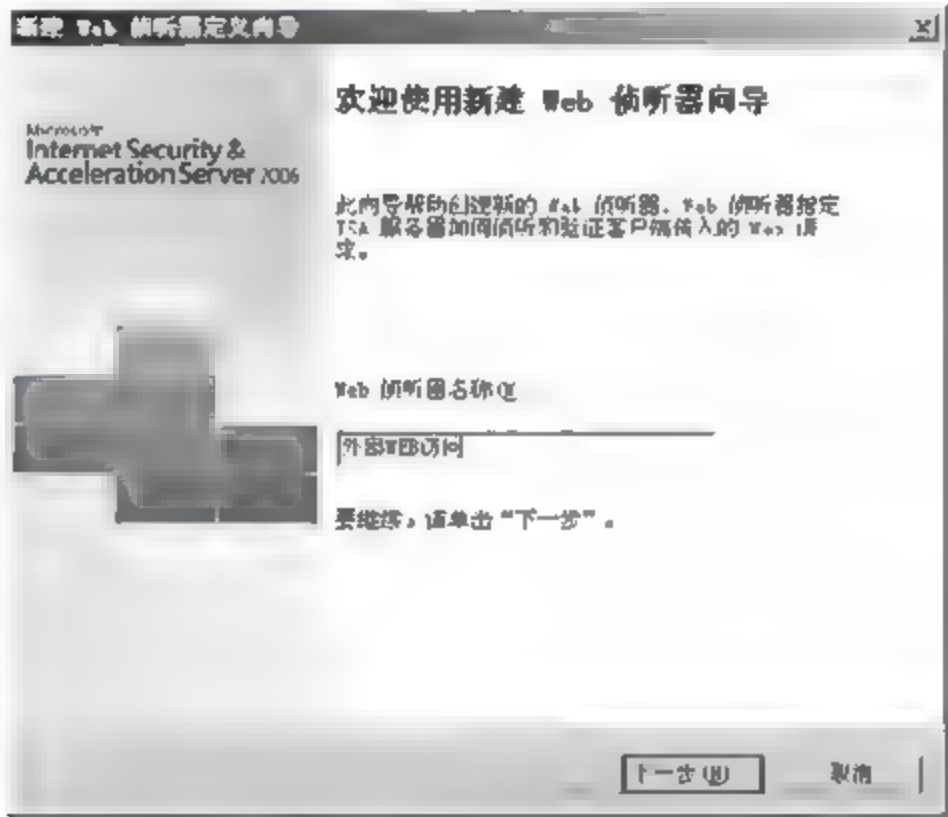 新建 Web 侦听器定义向导
Microsoft
Internet Security &
Acceleration Server 2006
欢迎使用新建 Web 侦听器向导
此向导帮助创建新的 Web 侦听器。Web 侦听器指定
ISA 服务器如何侦听和验证客户端传入的 Web 请
求。
Web 侦听器名称
外部WEB访问
要继续，请单击“下一步”。
下一步(N)
取消